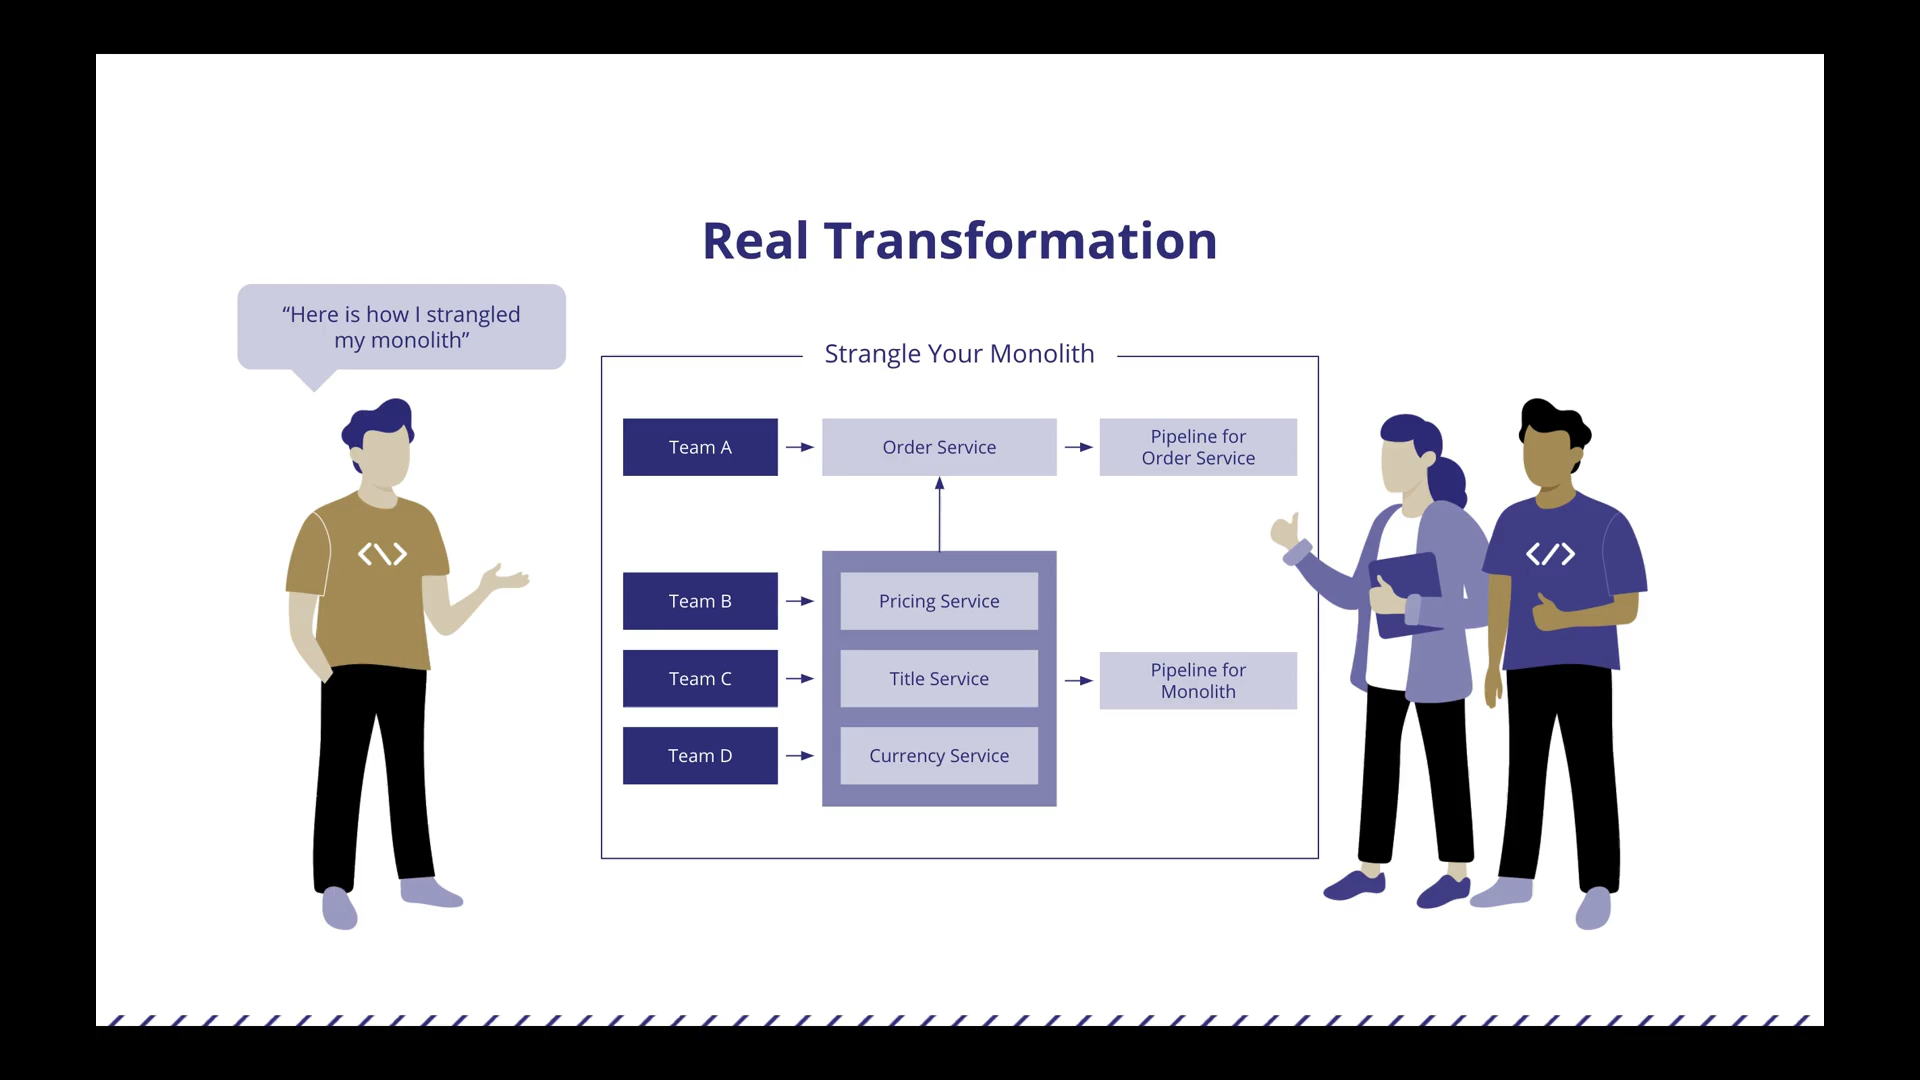 Real Transformation
“Here is how I strangled
my monolith”
Strangle Your Monolith
Team A
Order Service
Pipeline for
Order Service
Team B
Pricing Service
Team C
Title Service
Pipeline for
Monolith
Team D
Currency Service
<\>
</>